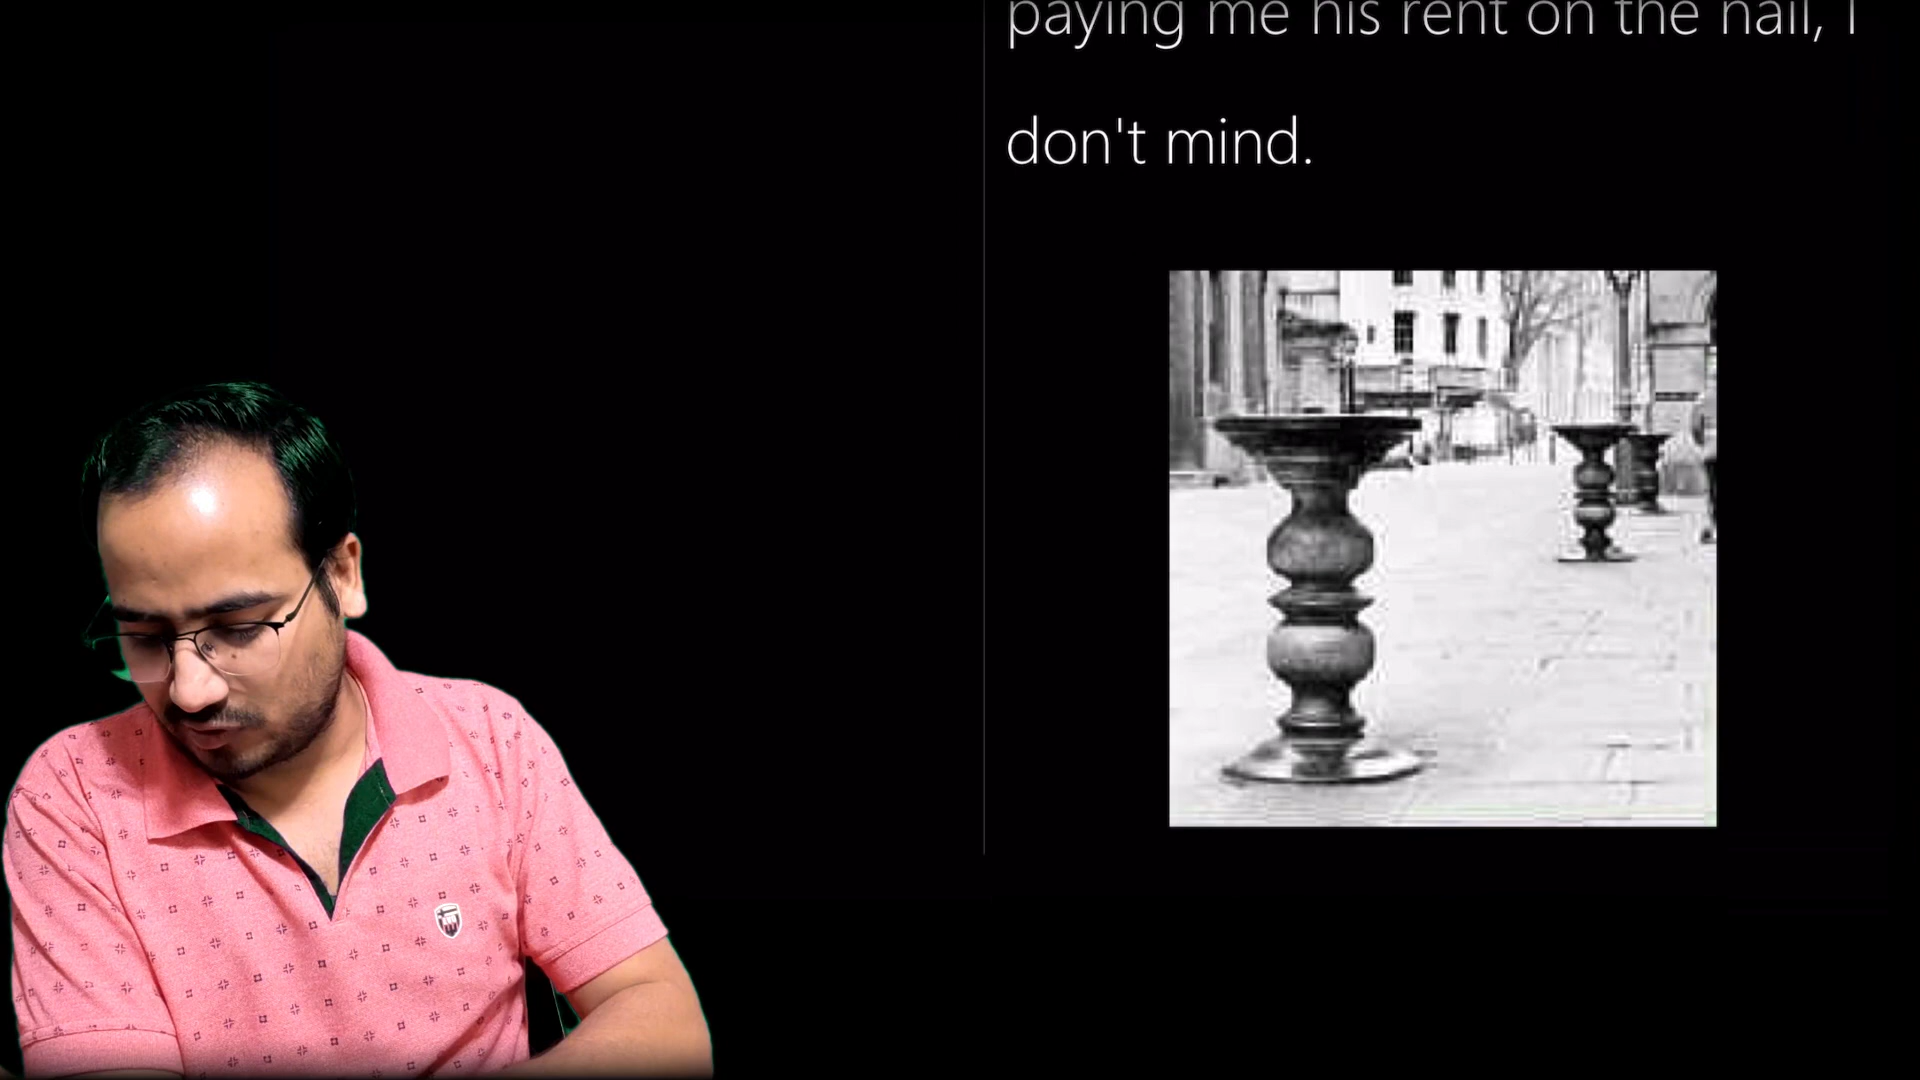 paying me his rent on the nail, I
don't mind.